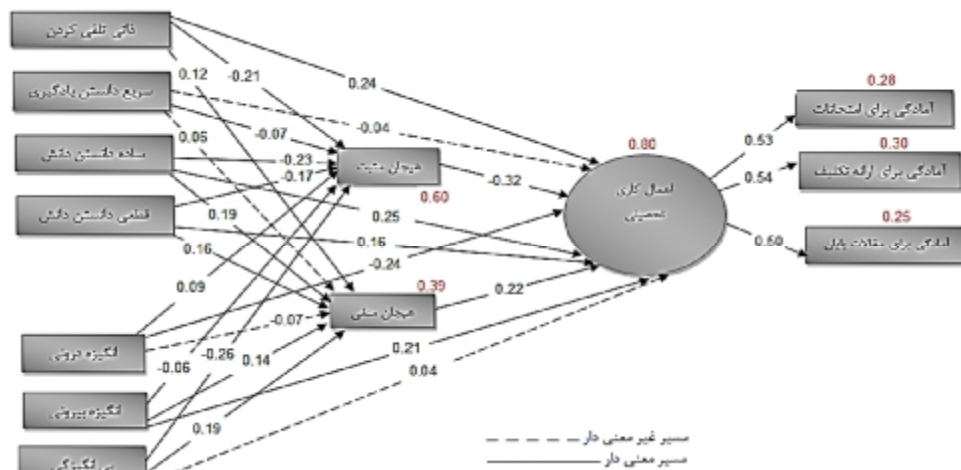 ذاتی تلقی کردن
سریع دانستن یادگیری
ساده دانستن دانش
قطعی دانستن دانش
انگیزه درونی
انگیزه بیرونی
بی انگیزگی
هیجان مثبت
0.60
هیجان منفی
0.39
0.80
اهمال کاری
تحصیلی
0.28
آمادگی برای امتحانات
0.30
آمادگی برای ارائه تکلیف
0.25
آمادگی برای مقالات پایان
0.12
-0.21
0.24
0.05
-0.07
-0.04
-0.23
-0.17
-0.32
0.19
0.25
0.16
0.16
0.09
-0.24
0.22
-0.07
-0.06
-0.26
0.14
0.21
0.04
0.19
0.53
0.54
0.50
مسیر غیر معنی دار
مسیر معنی دار